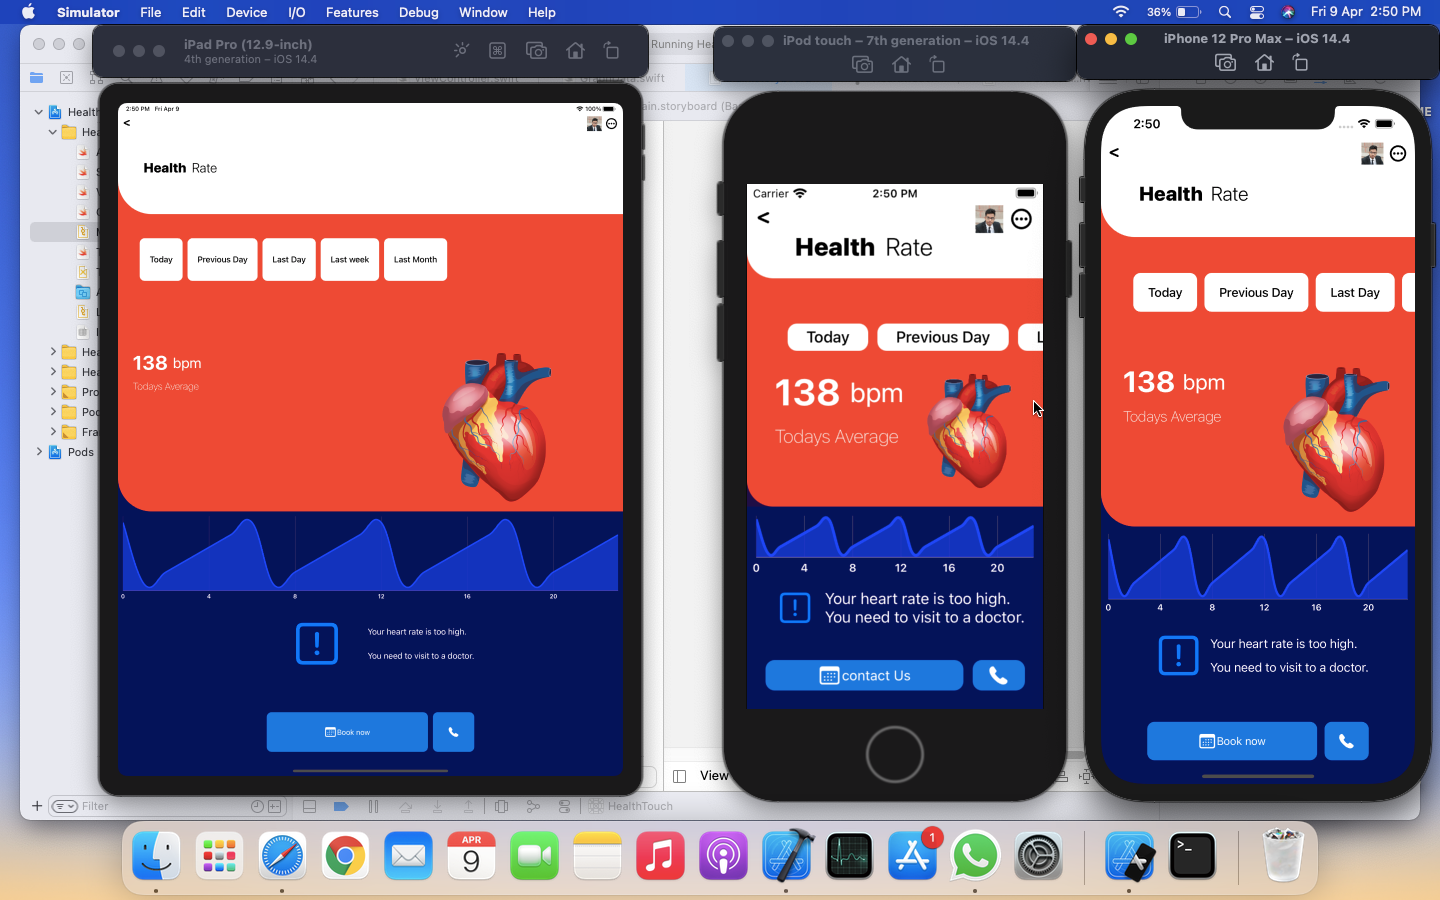 Simulator File Edit Device I/O Features Debug Window Help 36% Fri 9 Apr 2:50 PM
iPad Pro (12.9-inch)
4th generation – iOS 14.4
iPod touch – 7th generation – iOS 14.4
iPhone 12 Pro Max – iOS 14.4
Running Hea
ViewController.swift
.swift
ain.storyboard (Ba
Health
Hea
Hea
Hea
Pro
Pod
Fra
Pods
Filter
View
HealthTouch
2:50 PM Fri Apr 9
100%
<
Health Rate
Today
Previous Day
Last Day
Last week
Last Month
138 bpm
Todays Average
0 4 8 12 16 20
!
Your heart rate is too high.
You need to visit to a doctor.
Book now
Carrier 2:50 PM
<
Health Rate
Today
Previous Day
L
138 bpm
Todays Average
0 4 8 12 16 20
!
Your heart rate is too high.
You need to visit to a doctor.
contact Us
2:50
<
Health Rate
Today
Previous Day
Last Day
138 bpm
Todays Average
0 4 8 12 16 20
!
Your heart rate is too high.
You need to visit to a doctor.
Book now
APR
9
1
>_